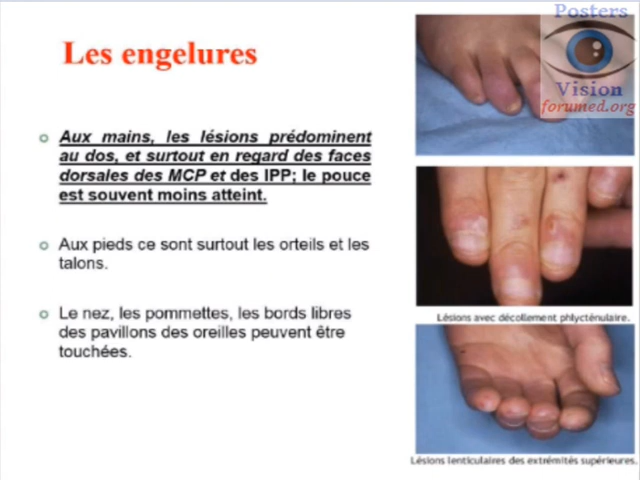 Posters
Vision
forumed.org
Les engelures
Aux mains, les lésions prédominent
au dos, et surtout en regard des faces
dorsales des MCP et des IPP; le pouce
est souvent moins atteint.
Aux pieds ce sont surtout les orteils et les
talons.
Le nez, les pommettes, les bords libres
des pavillons des oreilles peuvent être
touchées.
Lésions avec décollement phlycténulaire.
Lésions lenticulaires des extrémités supérieures.